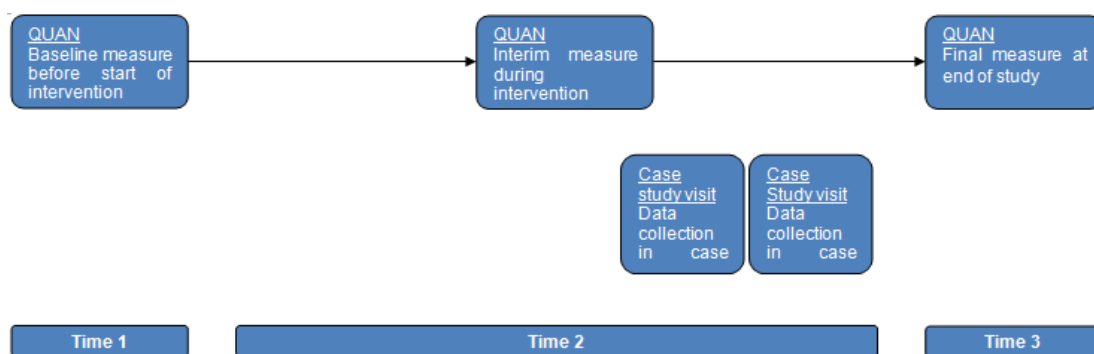 QUAN
Baseline measure
before start of
intervention
QUAN
Interim measure
during
intervention
QUAN
Final measure at
end of study
Case
study visit
Data
collection
in case
Case
Study visit
Data
collection
in case
Time 1
Time 2
Time 3